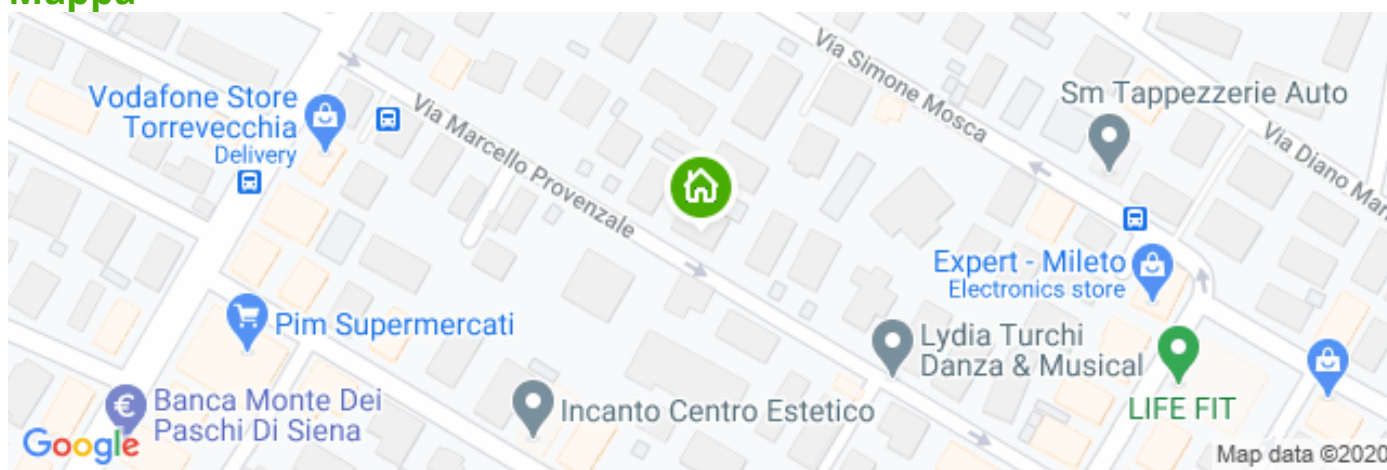 Mappa
Via Simone Mosca
Vodafone Store
Torrevecchia
Delivery
Via Marcello Provenzale
Sm Tappezzerie Auto
Via Diano Mar
Expert - Mileto
Electronics store
Pim Supermercati
Lydia Turchi
Danza & Musical
Banca Monte Dei
Paschi Di Siena
Incanto Centro Estetico
LIFE FIT
Google
Map data ©2020